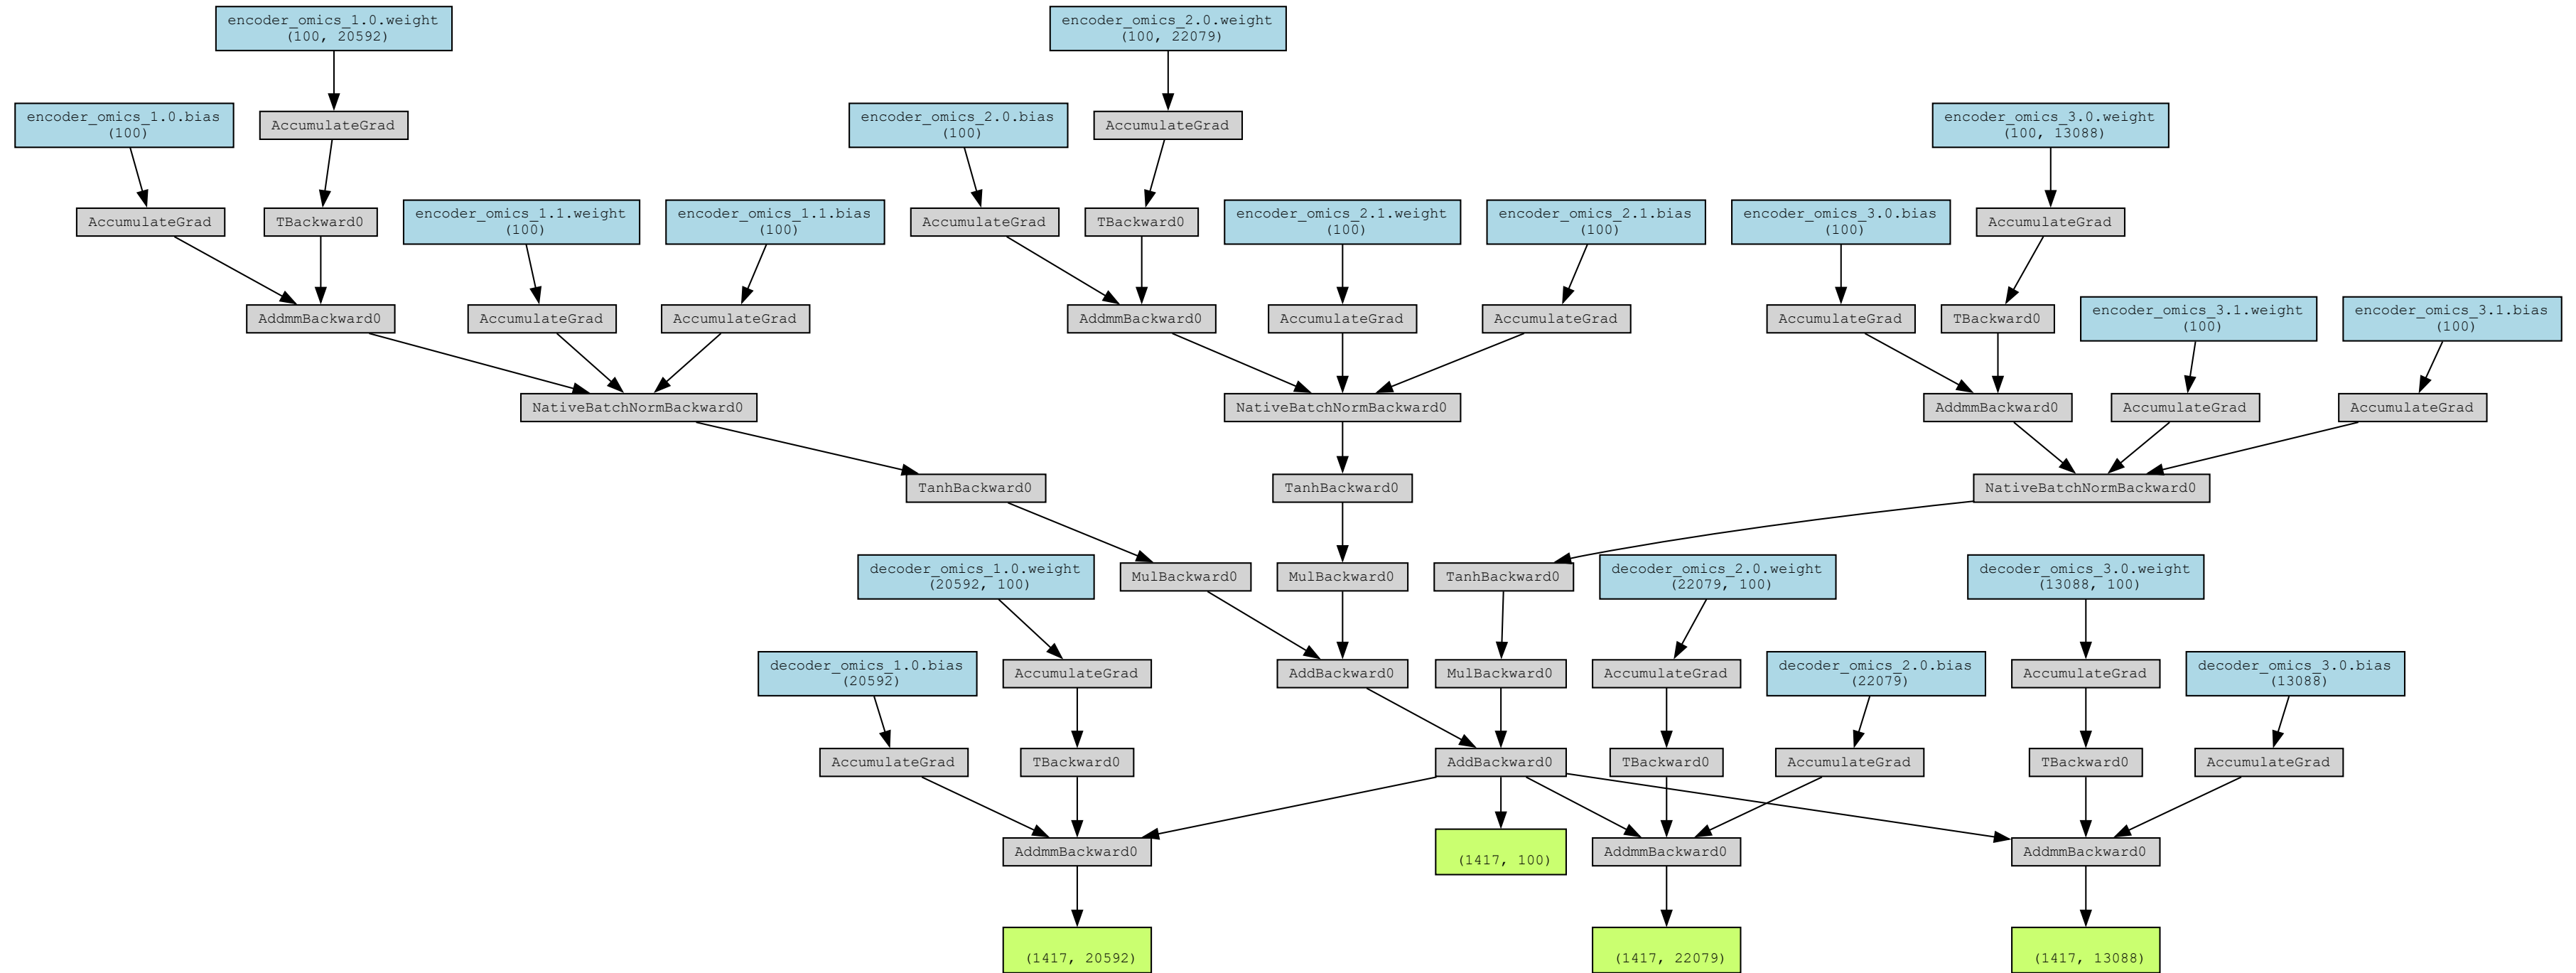 encoder_omics_1.0.weight
(100, 20592)
encoder_omics_2.0.weight
(100, 22079)
encoder_omics_1.0.bias
(100)
AccumulateGrad
encoder_omics_2.0.bias
(100)
AccumulateGrad
encoder_omics_3.0.weight
(100, 13088)
AccumulateGrad
TBackward0
encoder_omics_1.1.weight
(100)
encoder_omics_1.1.bias
(100)
AccumulateGrad
TBackward0
encoder_omics_2.1.weight
(100)
encoder_omics_2.1.bias
(100)
encoder_omics_3.0.bias
(100)
AccumulateGrad
AddmmBackward0
AccumulateGrad
AccumulateGrad
AddmmBackward0
AccumulateGrad
AccumulateGrad
AccumulateGrad
TBackward0
encoder_omics_3.1.weight
(100)
encoder_omics_3.1.bias
(100)
NativeBatchNormBackward0
NativeBatchNormBackward0
AddmmBackward0
AccumulateGrad
AccumulateGrad
TanhBackward0
TanhBackward0
NativeBatchNormBackward0
decoder_omics_1.0.weight
(20592, 100)
MulBackward0
MulBackward0
TanhBackward0
decoder_omics_2.0.weight
(22079, 100)
decoder_omics_3.0.weight
(13088, 100)
decoder_omics_1.0.bias
(20592)
AccumulateGrad
AddBackward0
MulBackward0
AccumulateGrad
decoder_omics_2.0.bias
(22079)
AccumulateGrad
decoder_omics_3.0.bias
(13088)
AccumulateGrad
TBackward0
AddBackward0
TBackward0
AccumulateGrad
TBackward0
AccumulateGrad
AddmmBackward0
(1417, 100)
AddmmBackward0
AddmmBackward0
(1417, 20592)
(1417, 22079)
(1417, 13088)